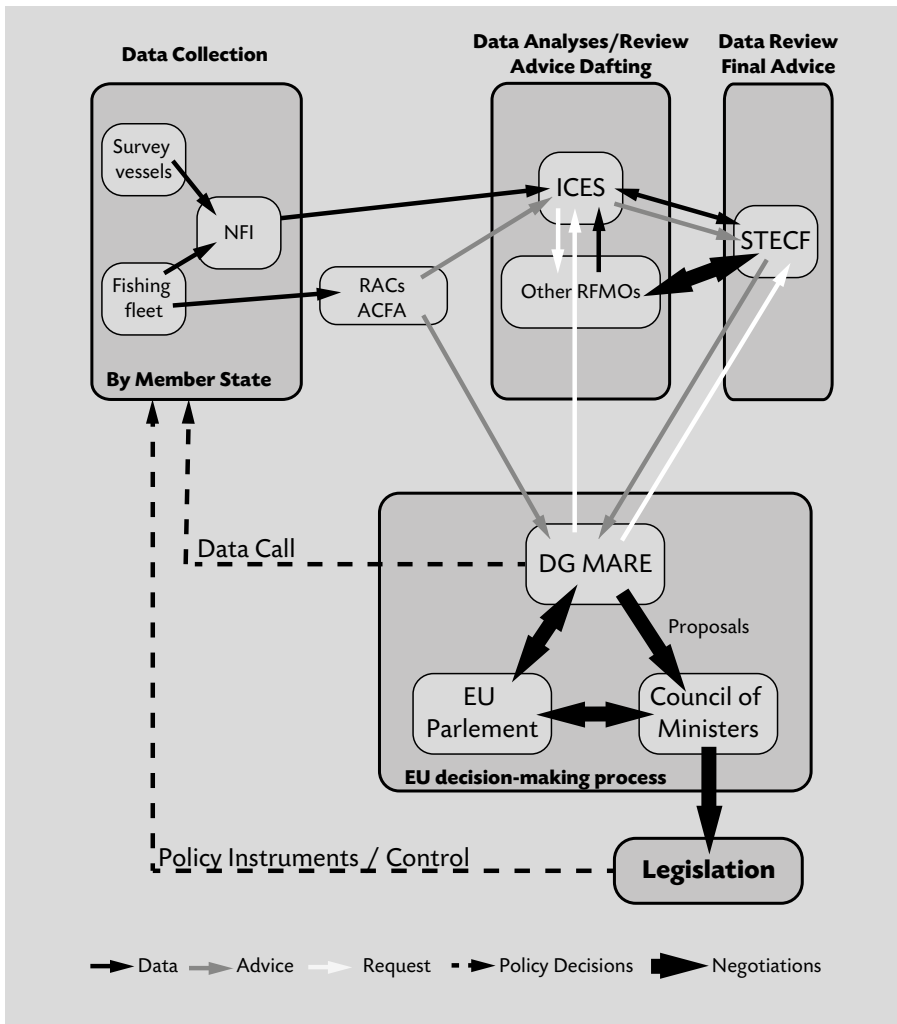 Data Collection
Data Analyses/Review
Advice Dafting
Data Review
Final Advice
Survey
vessels
NFI
Fishing
fleet
By Member State
RACs
ACFA
ICES
Other RFMOs
STECF
Data Call
DG MARE
Proposals
EU
Parlement
Council of
Ministers
EU decision-making process
Policy Instruments / Control
Legislation
Data
Advice
Request
Policy Decisions
Negotiations